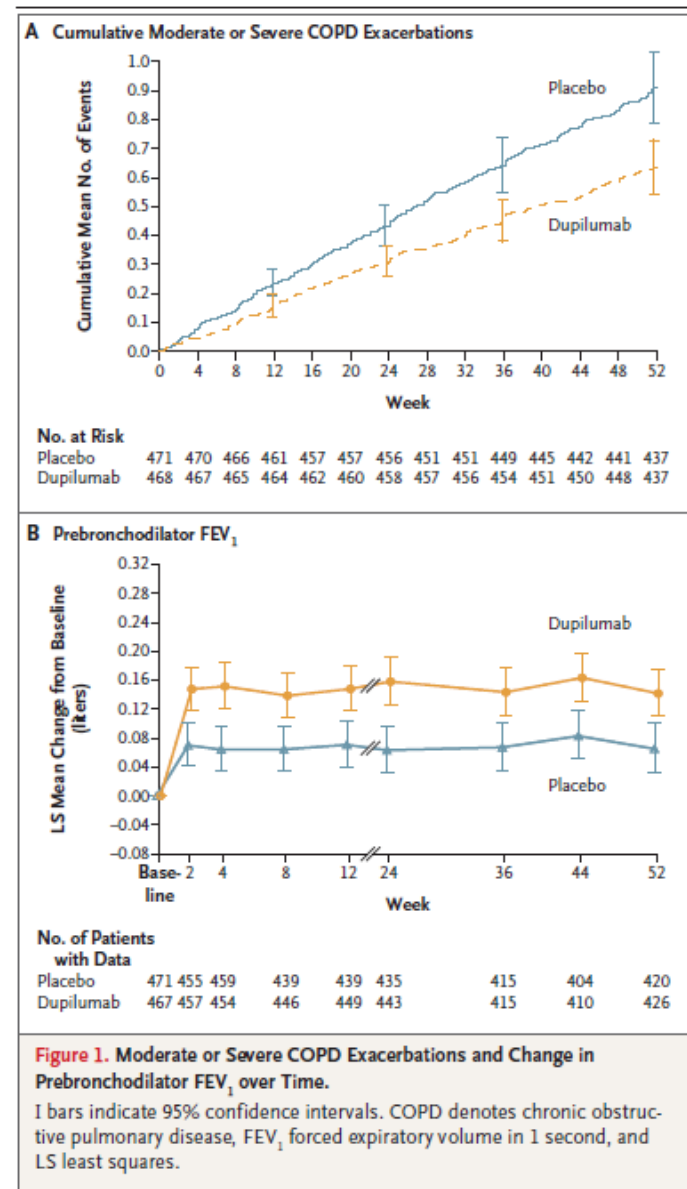 A Cumulative Moderate or Severe COPD Exacerbations
Cumulative Mean No. of Events
1.0
0.9
0.8
0.7
0.6
0.5
0.4
0.3
0.2
0.1
0.0
Placebo
Dupilumab
0 4 8 12 16 20 24 28 32 36 40 44 48 52
Week
No. at Risk
Placebo 471 470 466 461 457 457 456 451 451 449 445 442 441 437
Dupilumab 468 467 465 464 462 460 458 457 456 454 451 450 448 437
B Prebronchodilator FEV₁
LS Mean Change from Baseline
(liters)
0.32
0.28
0.24
0.20
0.16
0.12
0.08
0.04
0.00
−0.04
−0.08
Dupilumab
Placebo
Base- 2 4 8 12 24 36 44 52
line
Week
No. of Patients
with Data
Placebo 471 455 459 439 439 435 415 404 420
Dupilumab 467 457 454 446 449 443 415 410 426
Figure 1. Moderate or Severe COPD Exacerbations and Change in
Prebronchodilator FEV₁ over Time.
I bars indicate 95% confidence intervals. COPD denotes chronic obstruc-
tive pulmonary disease, FEV₁ forced expiratory volume in 1 second, and
LS least squares.